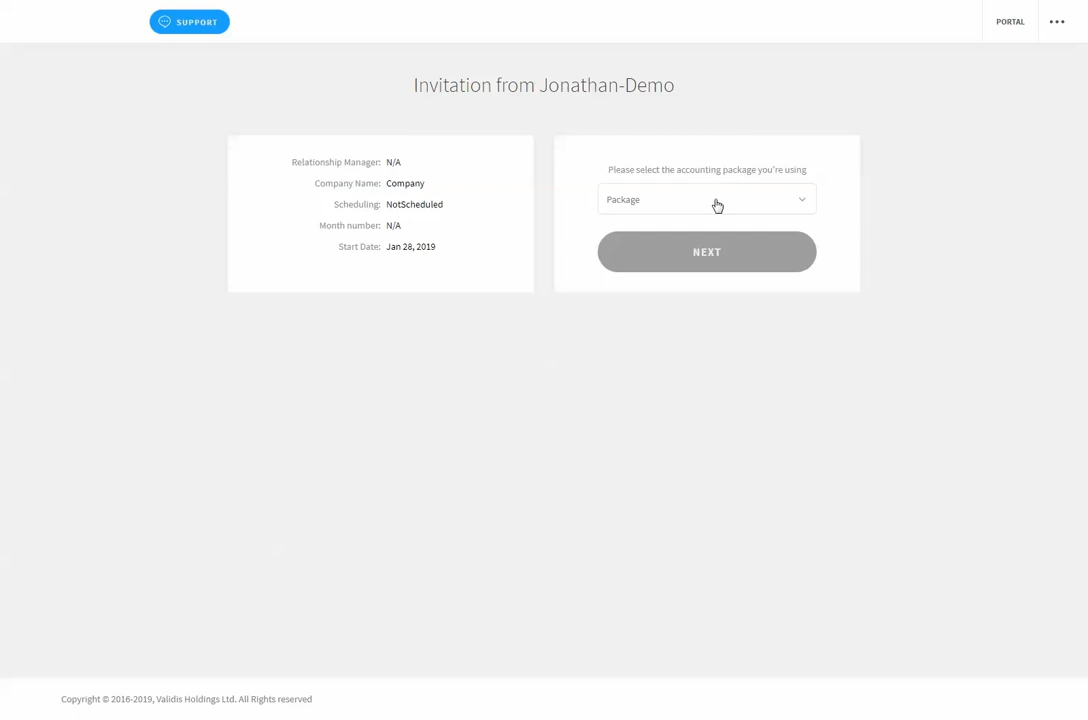 SUPPORT
PORTAL
Invitation from Jonathan-Demo
Relationship Manager: N/A
Company Name: Company
Scheduling: NotScheduled
Month number: N/A
Start Date: Jan 28, 2019
Please select the accounting package you're using
Package
NEXT
Copyright © 2016-2019, Validis Holdings Ltd. All Rights reserved